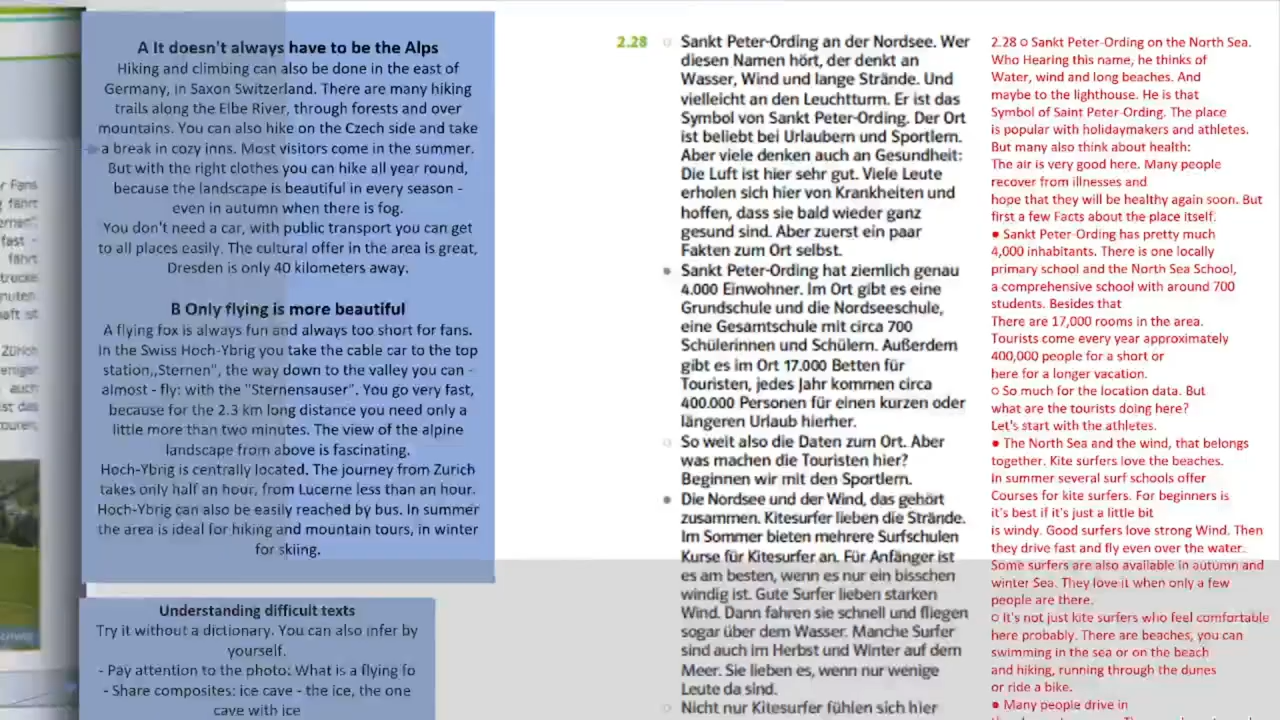 r Fans
fährt
fast -
fährt
nuten.
aft ist
Zürich
auch
st das
touren,
A It doesn't always have to be the Alps
Hiking and climbing can also be done in the east of
Germany, in Saxon Switzerland. There are many hiking
trails along the Elbe River, through forests and over
mountains. You can also hike on the Czech side and take
a break in cozy inns. Most visitors come in the summer.
But with the right clothes you can hike all year round,
because the landscape is beautiful in every season -
even in autumn when there is fog.
You don't need a car, with public transport you can get
to all places easily. The cultural offer in the area is great,
Dresden is only 40 kilometers away.
B Only flying is more beautiful
A flying fox is always fun and always too short for fans.
In the Swiss Hoch-Ybrig you take the cable car to the top
station,,Sternen", the way down to the valley you can -
almost - fly: with the "Sternensauser". You go very fast,
because for the 2.3 km long distance you need only a
little more than two minutes. The view of the alpine
landscape from above is fascinating.
Hoch-Ybrig is centrally located. The journey from Zurich
takes only half an hour, from Lucerne less than an hour.
Hoch-Ybrig can also be easily reached by bus. In summer
the area is ideal for hiking and mountain tours, in winter
for skiing.
Understanding difficult texts
Try it without a dictionary. You can also infer by
yourself.
- Pay attention to the photo: What is a flying fo
- Share composites: ice cave - the ice, the one
cave with ice
2.28 ○ Sankt Peter-Ording an der Nordsee. Wer
diesen Namen hört, der denkt an
Wasser, Wind und lange Strände. Und
vielleicht an den Leuchtturm. Er ist das
Symbol von Sankt Peter-Ording. Der Ort
ist beliebt bei Urlaubern und Sportlern.
Aber viele denken auch an Gesundheit:
Die Luft ist hier sehr gut. Viele Leute
erholen sich hier von Krankheiten und
hoffen, dass sie bald wieder ganz
gesund sind. Aber zuerst ein paar
Fakten zum Ort selbst.
● Sankt Peter-Ording hat ziemlich genau
4.000 Einwohner. Im Ort gibt es eine
Grundschule und die Nordseeschule,
eine Gesamtschule mit circa 700
Schülerinnen und Schülern. Außerdem
gibt es im Ort 17.000 Betten für
Touristen, jedes Jahr kommen circa
400.000 Personen für einen kurzen oder
längeren Urlaub hierher.
○ So weit also die Daten zum Ort. Aber
was machen die Touristen hier?
Beginnen wir mit den Sportlern.
● Die Nordsee und der Wind, das gehört
zusammen. Kitesurfer lieben die Strände.
Im Sommer bieten mehrere Surfschulen
Kurse für Kitesurfer an. Für Anfänger ist
es am besten, wenn es nur ein bisschen
windig ist. Gute Surfer lieben starken
Wind. Dann fahren sie schnell und fliegen
sogar über dem Wasser. Manche Surfer
sind auch im Herbst und Winter auf dem
Meer. Sie lieben es, wenn nur wenige
Leute da sind.
○ Nicht nur Kitesurfer fühlen sich hier
2.28 ○ Sankt Peter-Ording on the North Sea.
Who Hearing this name, he thinks of
Water, wind and long beaches. And
maybe to the lighthouse. He is that
Symbol of Saint Peter-Ording. The place
is popular with holidaymakers and athletes.
But many also think about health:
The air is very good here. Many people
recover from illnesses and
hope that they will be healthy again soon. But
first a few Facts about the place itself.
● Sankt Peter-Ording has pretty much
4,000 inhabitants. There is one locally
primary school and the North Sea School,
a comprehensive school with around 700
students. Besides that
There are 17,000 rooms in the area.
Tourists come every year approximately
400,000 people for a short or
here for a longer vacation.
○ So much for the location data. But
what are the tourists doing here?
Let's start with the athletes.
● The North Sea and the wind, that belongs
together. Kite surfers love the beaches.
In summer several surf schools offer
Courses for kite surfers. For beginners is
it's best if it's just a little bit
is windy. Good surfers love strong Wind. Then
they drive fast and fly even over the water.
Some surfers are also available in autumn and
winter Sea. They love it when only a few
people are there.
○ It's not just kite surfers who feel comfortable
here probably. There are beaches, you can
swimming in the sea or on the beach
and hiking, running through the dunes
or ride a bike.
● Many people drive in